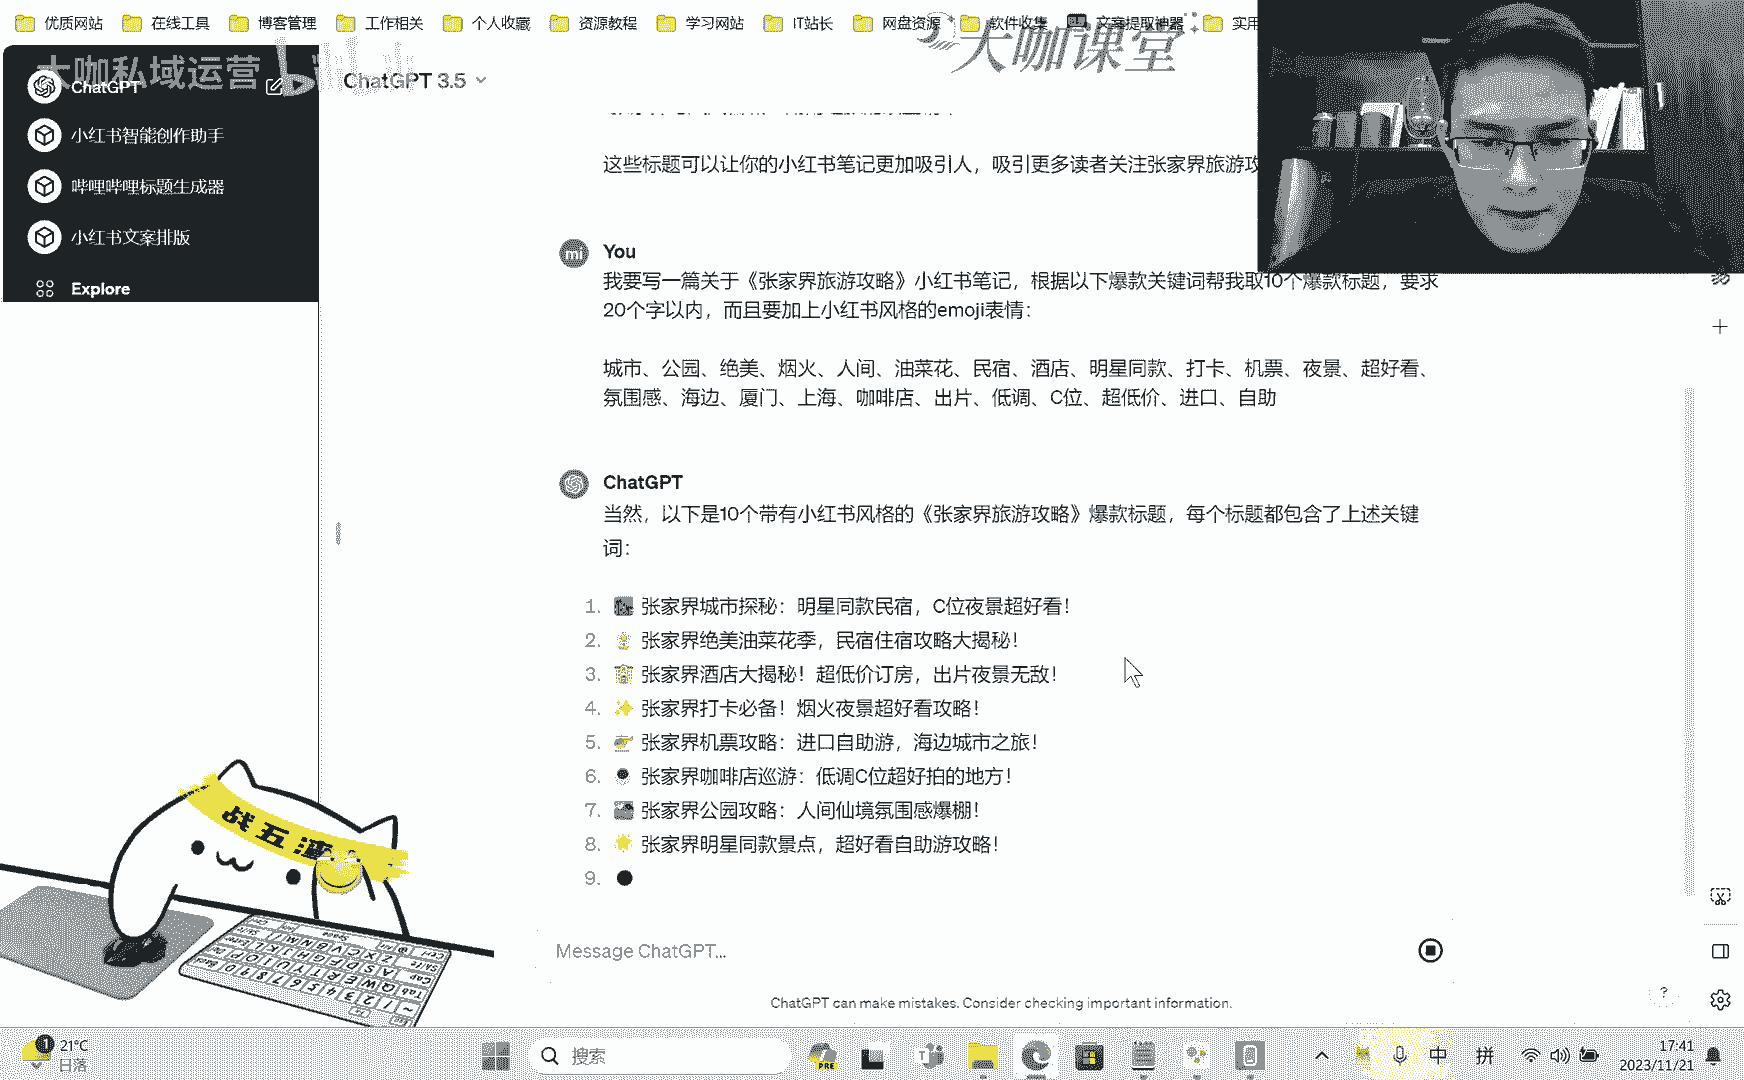 优质网站
在线工具
博客管理
工作相关
个人收藏
资源教程
学习网站
IT站长
网盘资源
软件收集
文案提取神器
实用
大咖课堂
大咖私域运营
bilibili
ChatGPT
小红书智能创作助手
哔哩哔哩标题生成器
小红书文案排版
Explore
ChatGPT 3.5
这些标题可以让你的小红书笔记更加吸引人，吸引更多读者关注张家界旅游攻
mi
You
我要写一篇关于《张家界旅游攻略》小红书笔记，根据以下爆款关键词帮我取10个爆款标题，要求
20个字以内，而且要加上小红书风格的emoji表情：
城市、公园、绝美、烟火、人间、油菜花、民宿、酒店、明星同款、打卡、机票、夜景、超好看、
氛围感、海边、厦门、上海、咖啡店、出片、低调、C位、超低价、进口、自助
ChatGPT
当然，以下是10个带有小红书风格的《张家界旅游攻略》爆款标题，每个标题都包含了上述关键
词：
1. 张家界城市探秘：明星同款民宿，C位夜景超好看！
2. 张家界绝美油菜花季，民宿住宿攻略大揭秘！
3. 张家界酒店大揭秘！超低价订房，出片夜景无敌！
4. 张家界打卡必备！烟火夜景超好看攻略！
5. 张家界机票攻略：进口自助游，海边城市之旅！
6. 张家界咖啡店巡游：低调C位超好拍的地方！
7. 张家界公园攻略：人间仙境氛围感爆棚！
8. 张家界明星同款景点，超好看自助游攻略！
9.
战五渣
Message ChatGPT...
ChatGPT can make mistakes. Consider checking important information.
?
1
21°C
日落
搜索
PRE
中
拼
17:41
2023/11/21